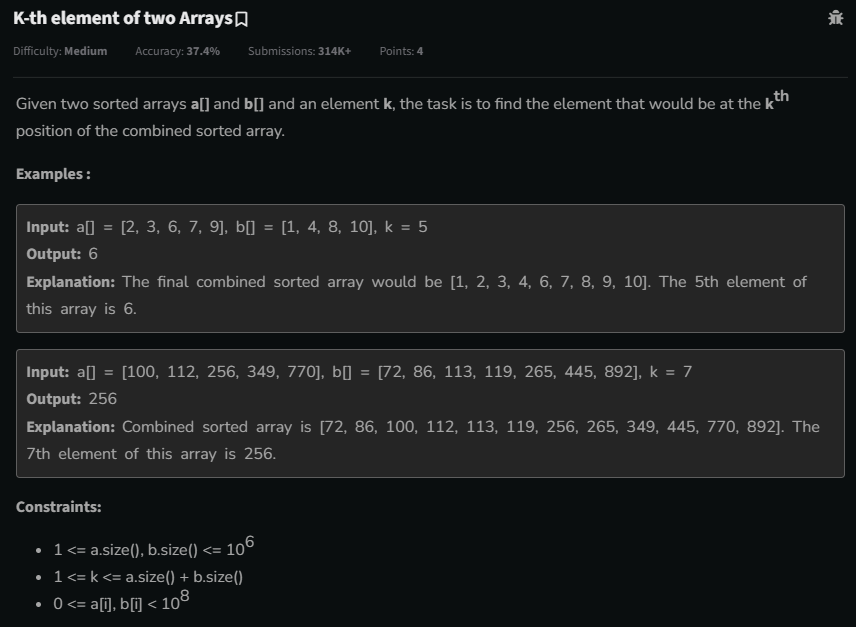 K-th element of two Arrays
Difficulty: Medium Accuracy: 37.4% Submissions: 314K+ Points: 4
Given two sorted arrays a[] and b[] and an element k, the task is to find the element that would be at the kth
position of the combined sorted array.
Examples :
Input: a[] = [2, 3, 6, 7, 9], b[] = [1, 4, 8, 10], k = 5
Output: 6
Explanation: The final combined sorted array would be [1, 2, 3, 4, 6, 7, 8, 9, 10]. The 5th element of
this array is 6.
Input: a[] = [100, 112, 256, 349, 770], b[] = [72, 86, 113, 119, 265, 445, 892], k = 7
Output: 256
Explanation: Combined sorted array is [72, 86, 100, 112, 113, 119, 256, 265, 349, 445, 770, 892]. The
7th element of this array is 256.
Constraints:
• 1 <= a.size(), b.size() <= 10^6
• 1 <= k <= a.size() + b.size()
• 0 <= a[i], b[i] < 10^8